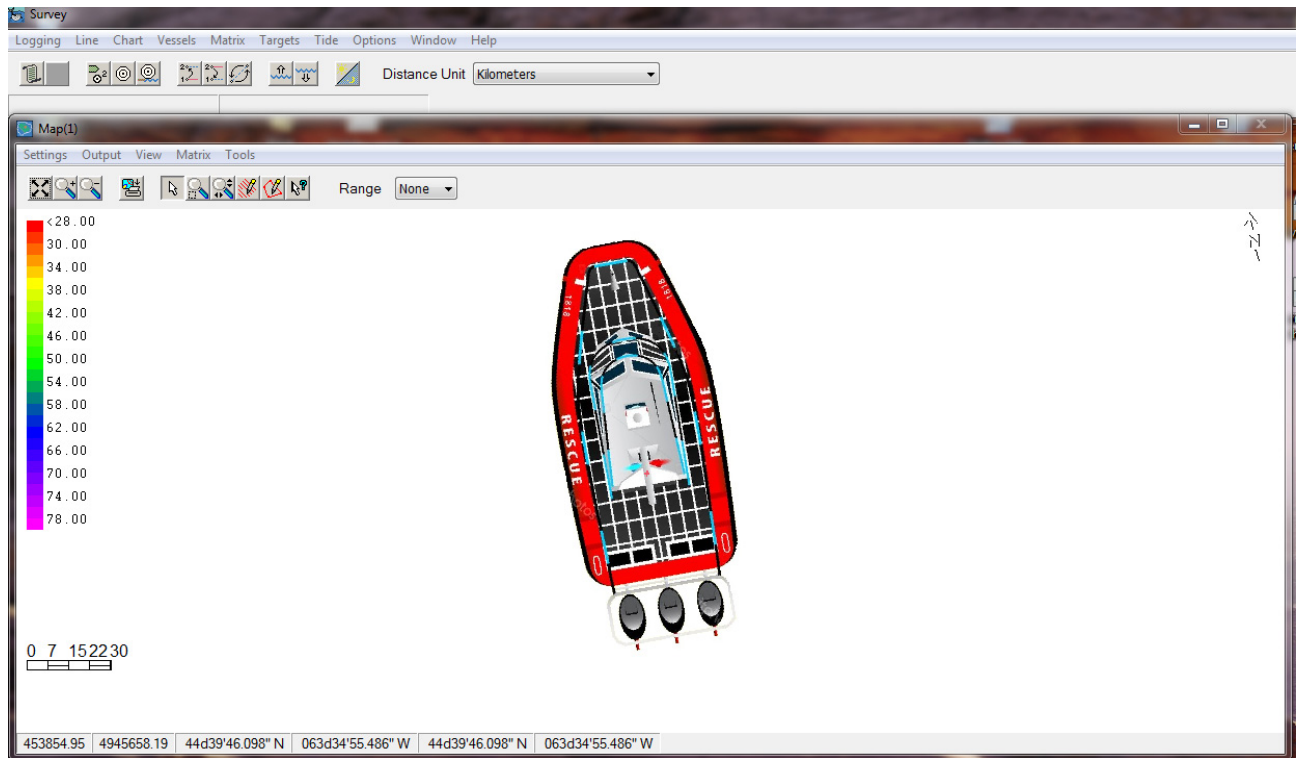 Survey
Logging Line Chart Vessels Matrix Targets Tide Options Window Help
Distance Unit Kilometers
Map(1)
Settings Output View Matrix Tools
Range None
<28.00
30.00
34.00
38.00
42.00
46.00
50.00
54.00
58.00
62.00
66.00
70.00
74.00
78.00
N
1818
1818
RESCUE
RESCUE
0 7 15 22 30
453854.95 4945658.19 44d39'46.098" N 063d34'55.486" W 44d39'46.098" N 063d34'55.486" W